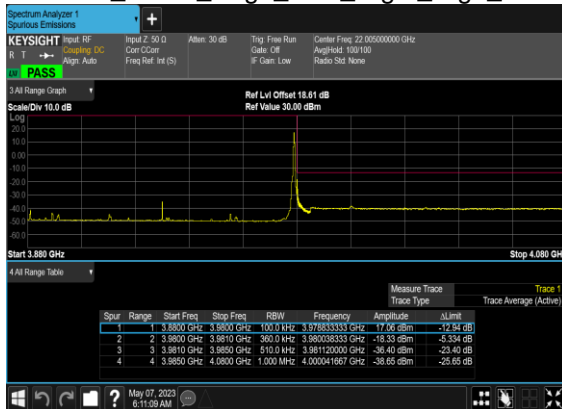 Spectrum Analyzer 1
Spurious Emissions
+
KEYSIGHT Input: RF Input Z: 50 Ω Atten: 30 dB Trig: Free Run Center Freq: 22.005000000 GHz
R T Coupling: DC Corr CCorr Gate: Off Avg|Hold: 100/100
Align: Auto Freq Ref: Int (S) IF Gain: Low Radio Std: None
PASS
3 All Range Graph
Ref Lvl Offset 18.61 dB
Scale/Div 10.0 dB Ref Value 30.00 dBm
Log
20.0
10.0
0.00
-10.0
-20.0
-30.0
-40.0
-50.0
-60.0
Start 3.880 GHz Stop 4.080 GH
4 All Range Table
Measure Trace Trace 1
Trace Type Trace Average (Active)
Spur Range Start Freq Stop Freq RBW Frequency Amplitude ΔLimit
1 1 3.8800 GHz 3.9800 GHz 100.0 kHz 3.978833333 GHz 17.06 dBm -12.94 dB
2 2 3.9800 GHz 3.9810 GHz 360.0 kHz 3.980038333 GHz -18.33 dBm -5.334 dB
3 3 3.9810 GHz 3.9850 GHz 510.0 kHz 3.981120000 GHz -36.40 dBm -23.40 dB
4 4 3.9850 GHz 4.0800 GHz 1.000 MHz 4.000041667 GHz -38.65 dBm -25.65 dB
? May 07, 2023
6:11:09 AM